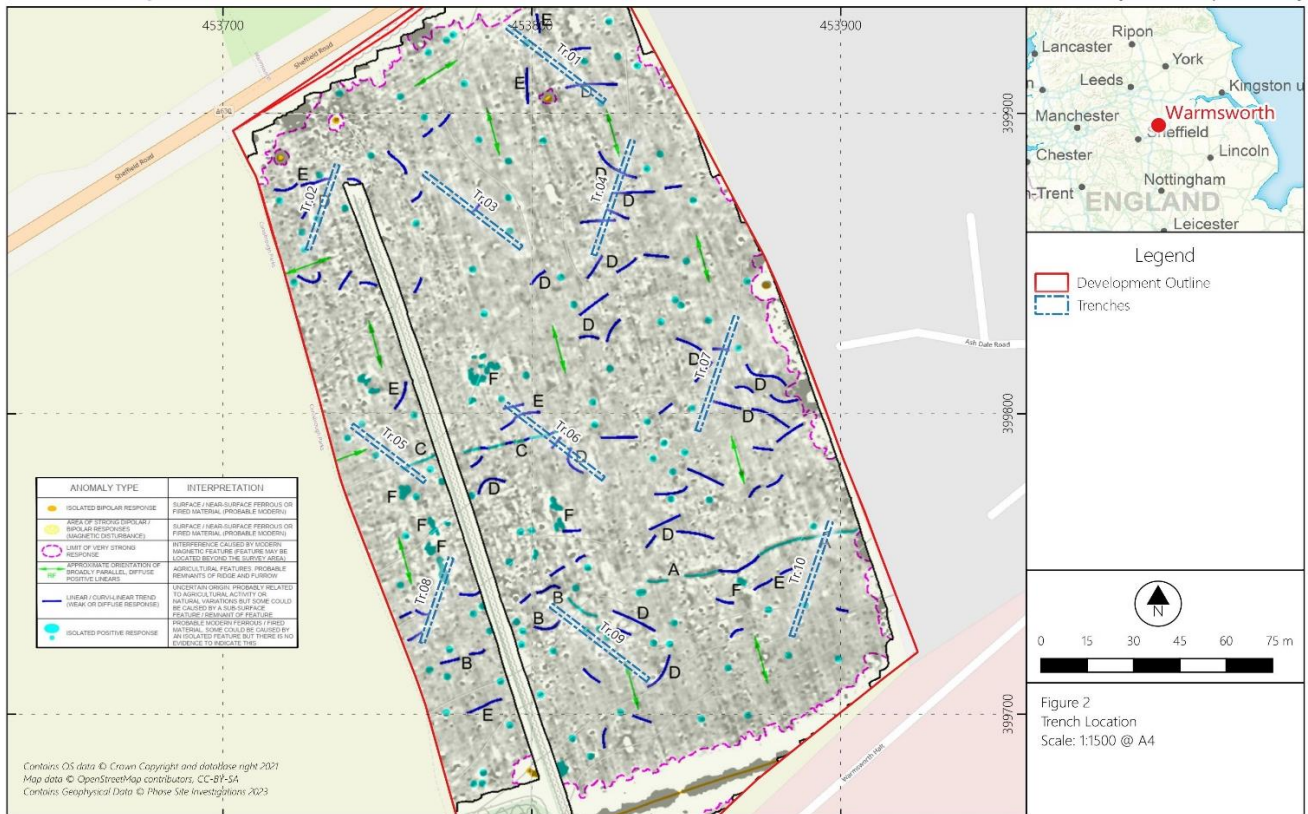 453700
453800
453900
Sheffield Road
A630
Sheffield Road
E
Tr.01
D
E
399900
E
Tr.02
D
Tr.03
D
Tr.04
D
D
D
D
Tr.07
D
D
Ash Dale Road
F
E
E
399800
Tr.05
C
C
Tr.06
D
D
F
F
F
F
D
A
F
E
Tr.10
Tr.08
B
B
D
Tr.09
B
D
E
399700
Warmsworth Halt
ANOMALY TYPE INTERPRETATION
ISOLATED BIPOLAR RESPONSE
SURFACE / NEAR-SURFACE FERROUS OR
FIRED MATERIAL (PROBABLE MODERN)
AREA OF STRONG DIPOLAR /
BIPOLAR RESPONSES
(MAGNETIC DISTURBANCE)
SURFACE / NEAR-SURFACE FERROUS OR
FIRED MATERIAL (PROBABLE MODERN)
LIMIT OF VERY STRONG
RESPONSE
INTERFERENCE CAUSED BY MODERN
MAGNETIC FEATURE (FEATURE MAY BE
LOCATED BEYOND THE SURVEY AREA)
RF
APPROXIMATE ORIENTATION OF
BROADLY PARALLEL, DIFFUSE
POSITIVE LINEARS
AGRICULTURAL FEATURES. PROBABLE
REMNANTS OF RIDGE AND FURROW
LINEAR / CURVI-LINEAR TREND
(WEAK OR DIFFUSE RESPONSE)
UNCERTAIN ORIGIN, PROBABLY RELATED
TO AGRICULTURAL ACTIVITY OR
NATURAL VARIATIONS BUT SOME COULD
BE CAUSED BY A SUB-SURFACE
FEATURE / REMNANT OF FEATURE
ISOLATED POSITIVE RESPONSE
PROBABLE MODERN FERROUS / FIRED
MATERIAL, SOME COULD BE CAUSED BY
AN ISOLATED FEATURE BUT THERE IS NO
EVIDENCE TO INDICATE THIS
Contains OS data © Crown Copyright and database right 2021
Map data © OpenStreetMap contributors, CC-BY-SA
Contains Geophysical Data © Phase Site Investigations 2023
Ripon
Lancaster
York
Leeds
Kingston u
Manchester
Warmsworth
Sheffield
Chester
Lincoln
-Trent
Nottingham
ENGLAND
Leicester
Legend
Development Outline
Trenches
N
0 15 30 45 60 75 m
Figure 2
Trench Location
Scale: 1:1500 @ A4